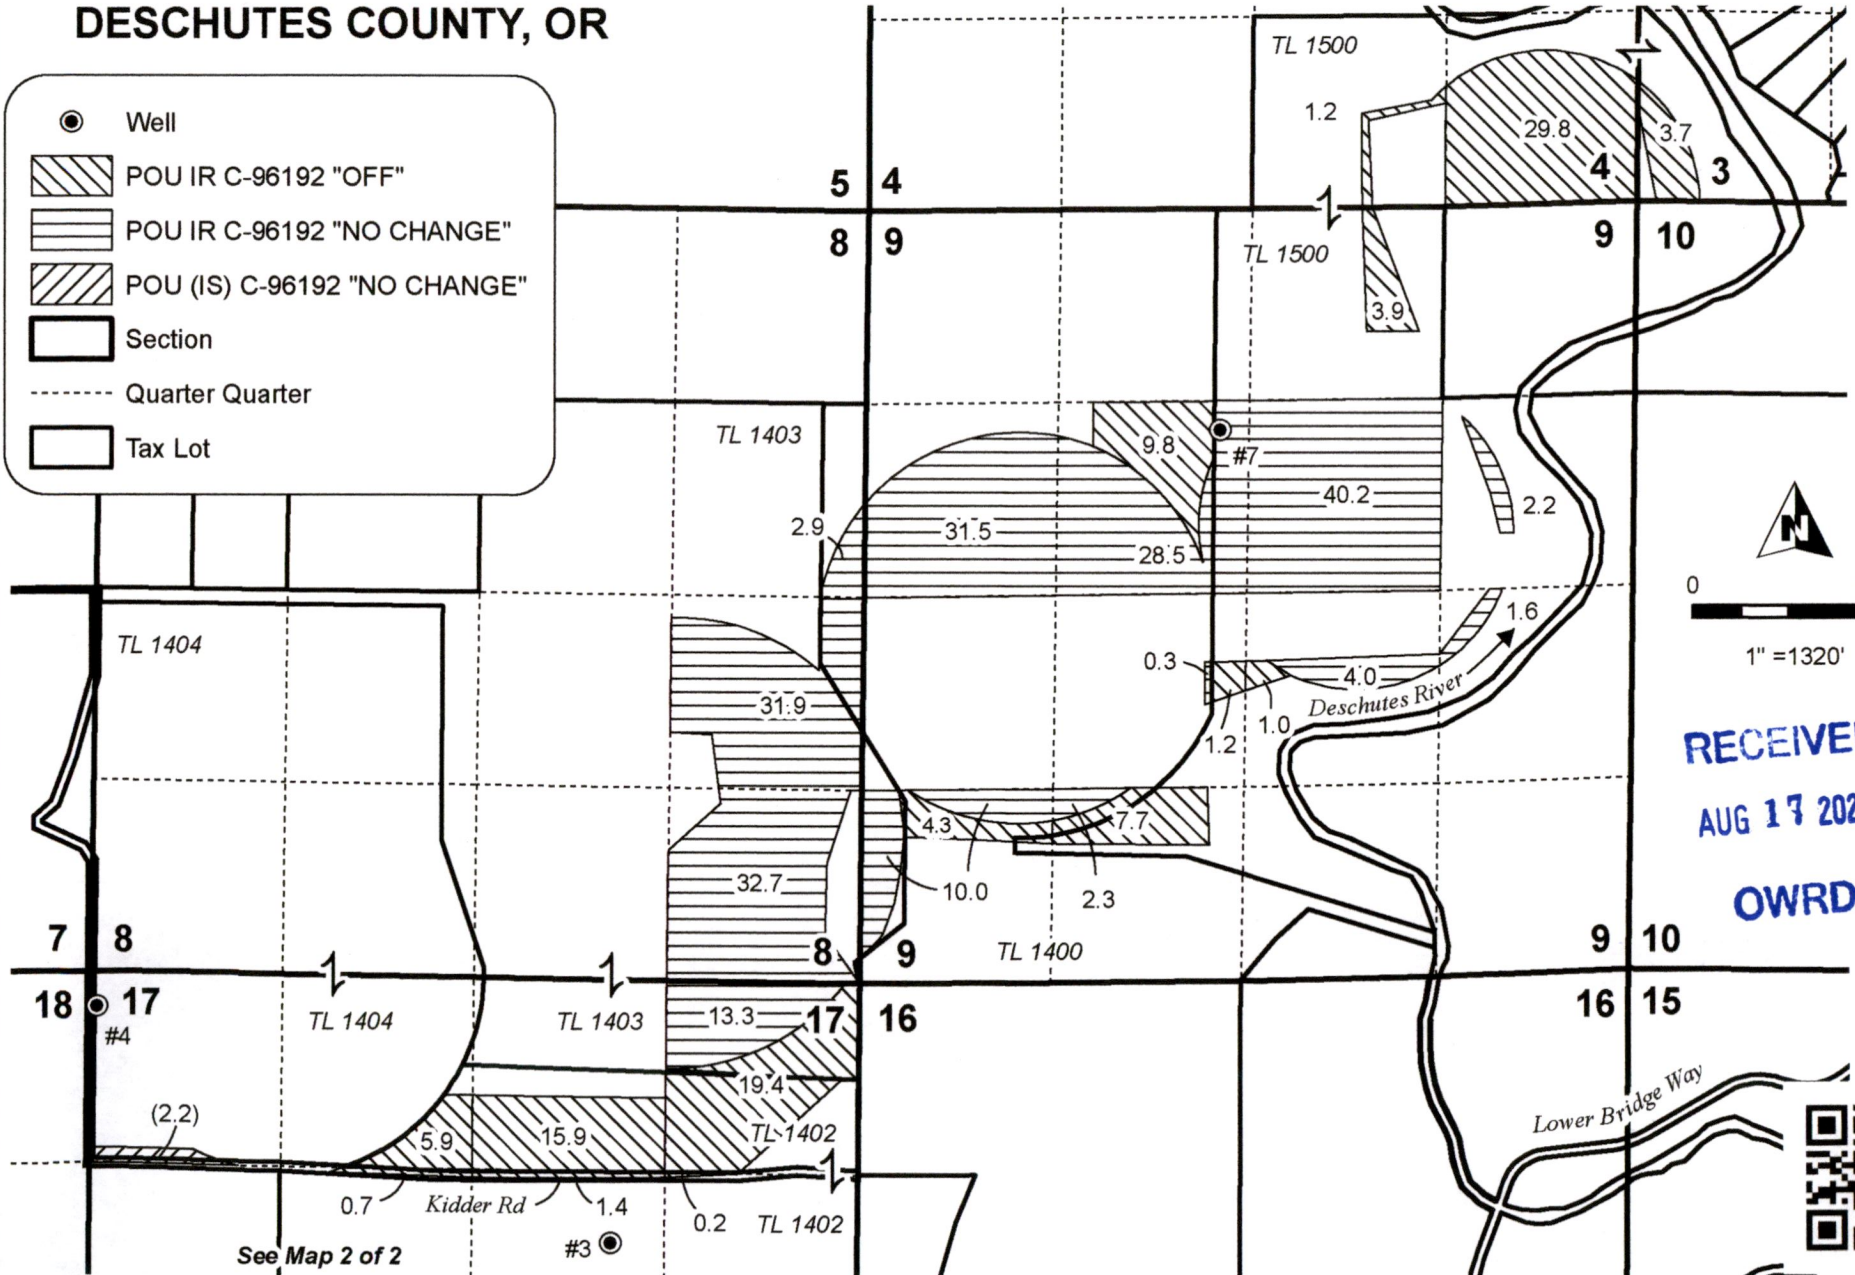 DESCHUTES COUNTY, OR
Well
POU IR C-96192 "OFF"
POU IR C-96192 "NO CHANGE"
POU (IS) C-96192 "NO CHANGE"
Section
Quarter Quarter
Tax Lot
TL 1500
1.2
29.8
3.7
5 4
4 3
8 9
9 10
TL 1500
3.9
TL 1403
9.8
#7
40.2
2.2
2.9
31.5
28.5
N
0
1" =1320'
TL 1404
1.6
0.3
4.0
Deschutes River
31.9
1.2
1.0
RECEIVE
AUG 17 202
OWRD
4.3
7.7
32.7
10.0
2.3
7 8
8 9
TL 1400
9 10
18 17
#4
TL 1404
TL 1403
13.3
17 16
16 15
19.4
Lower Bridge Way
(2.2)
5.9
15.9
TL 1402
0.7
Kidder Rd
1.4
0.2
TL 1402
#3
See Map 2 of 2